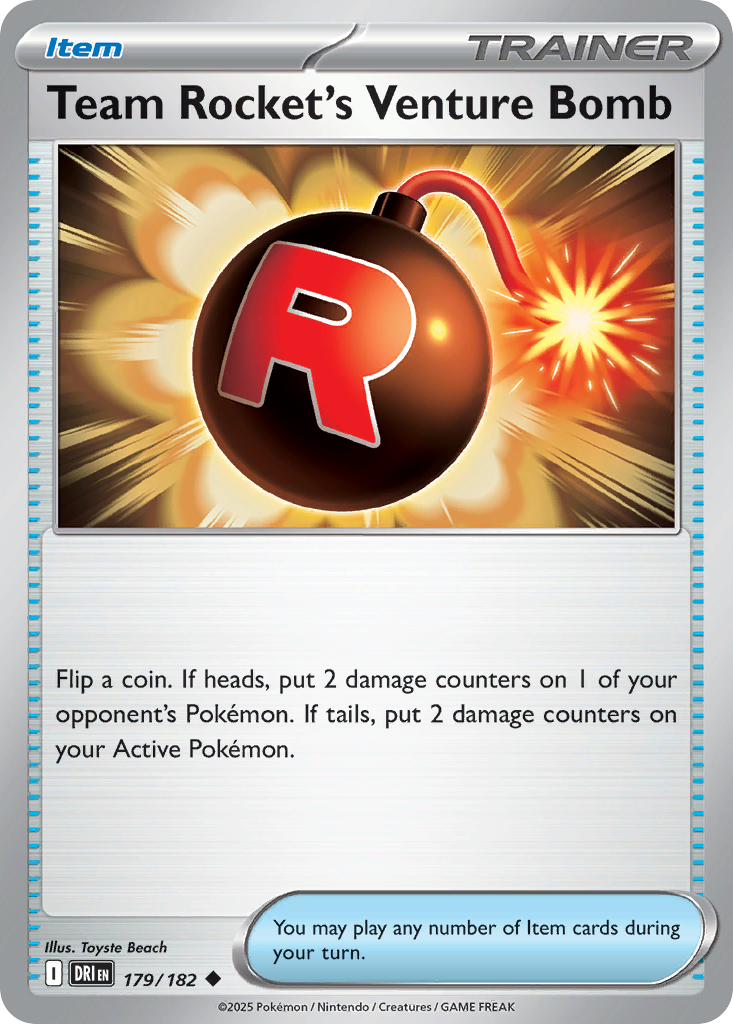 Item
TRAINER
Team Rocket's Venture Bomb
R
Flip a coin. If heads, put 2 damage counters on 1 of your
opponent's Pokémon. If tails, put 2 damage counters on
your Active Pokémon.
You may play any number of Item cards during
your turn.
Illus. Toyste Beach
I DRI EN 179/182 ◆
©2025 Pokémon / Nintendo / Creatures / GAME FREAK